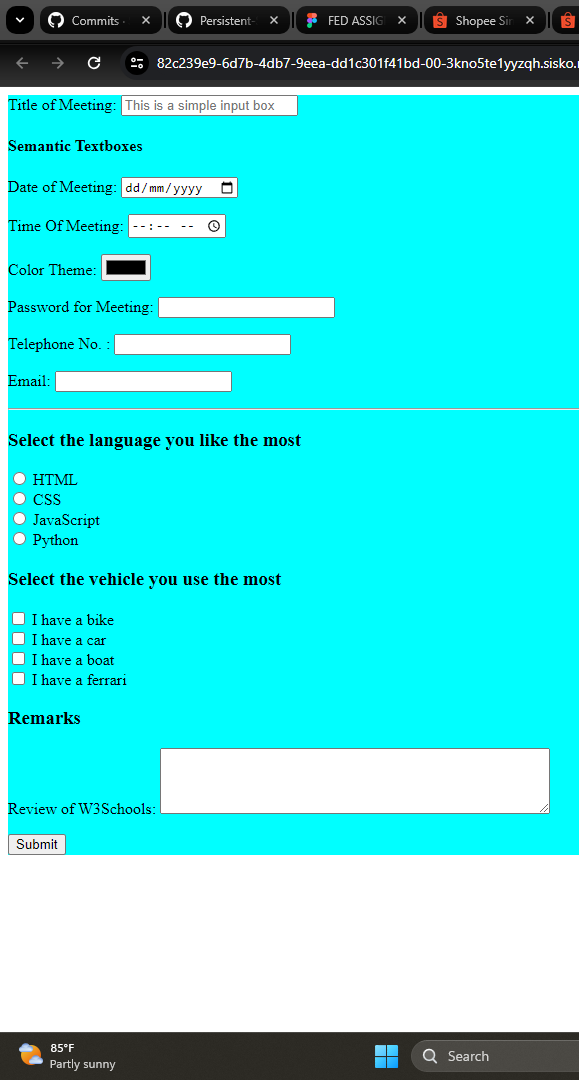 Commits
Persistent-
FED ASSIG
Shopee Sin
82c239e9-6d7b-4db7-9eea-dd1c301f41bd-00-3kno5te1yyzqh.sisko.
Title of Meeting: This is a simple input box
Semantic Textboxes
Date of Meeting: dd/mm/yyyy
Time Of Meeting: --:-- --
Color Theme:
Password for Meeting:
Telephone No. :
Email:
Select the language you like the most
HTML
CSS
JavaScript
Python
Select the vehicle you use the most
I have a bike
I have a car
I have a boat
I have a ferrari
Remarks
Review of W3Schools:
Submit
85°F
Partly sunny
Search